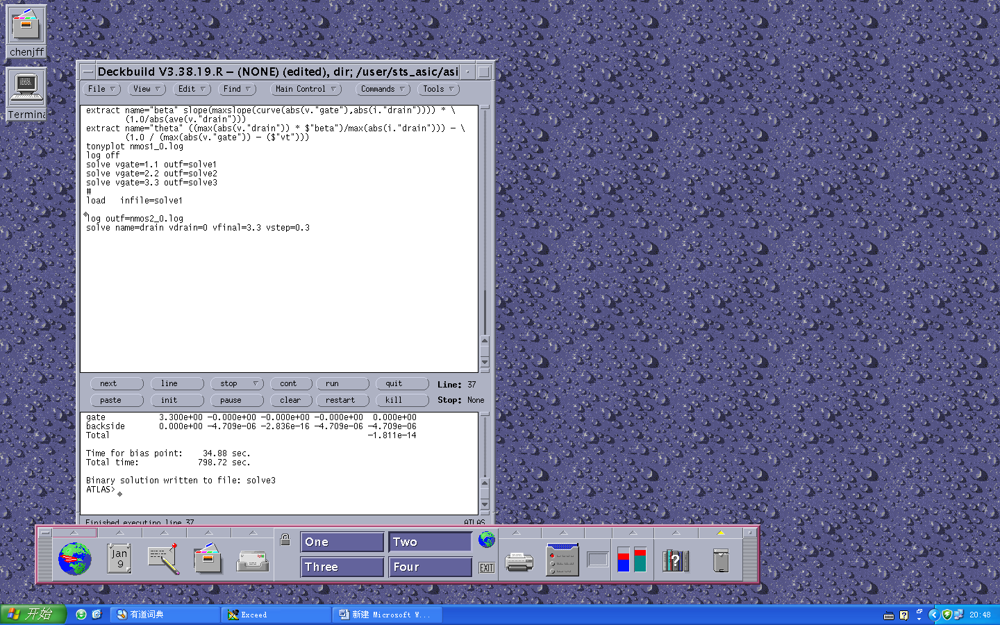 chenjff
Termina
Deckbuild V3.38.19.R — (NONE) (edited), dir; /user/sts_asic/asi
File View Edit Find Main Control Commands Tools
extract name="beta" slope(maxslope(curve(abs(v."gate"),abs(i."drain")))) * \
(1.0/abs(ave(v."drain")))
extract name="theta" ((max(abs(v."drain")) * $"beta")/max(abs(i."drain"))) - \
(1.0 / (max(abs(v."gate")) - ($"vt")))
tonyplot nmos1_0.log
log off
solve vgate=1.1 outf=solve1
solve vgate=2.2 outf=solve2
solve vgate=3.3 outf=solve3
#
load infile=solve1
log outf=nmos2_0.log
solve name=drain vdrain=0 vfinal=3.3 vstep=0.3
next line stop cont run quit Line: 37
paste init pause clear restart kill Stop: None
gate 3.300e+00 -0.000e+00 -0.000e+00 -0.000e+00 0.000e+00
backside 0.000e+00 -4.709e-06 -2.836e-16 -4.709e-06 -4.709e-06
Total -1.811e-14
Time for bias point: 34.88 sec.
Total time: 798.72 sec.
Binary solution written to file: solve3
ATLAS>
Finished executing line 37 ATLAS
One Two
Three Four
Jan
9
EXIT
开始 有道词典 Exceed 新建 Microsoft W... 20:48